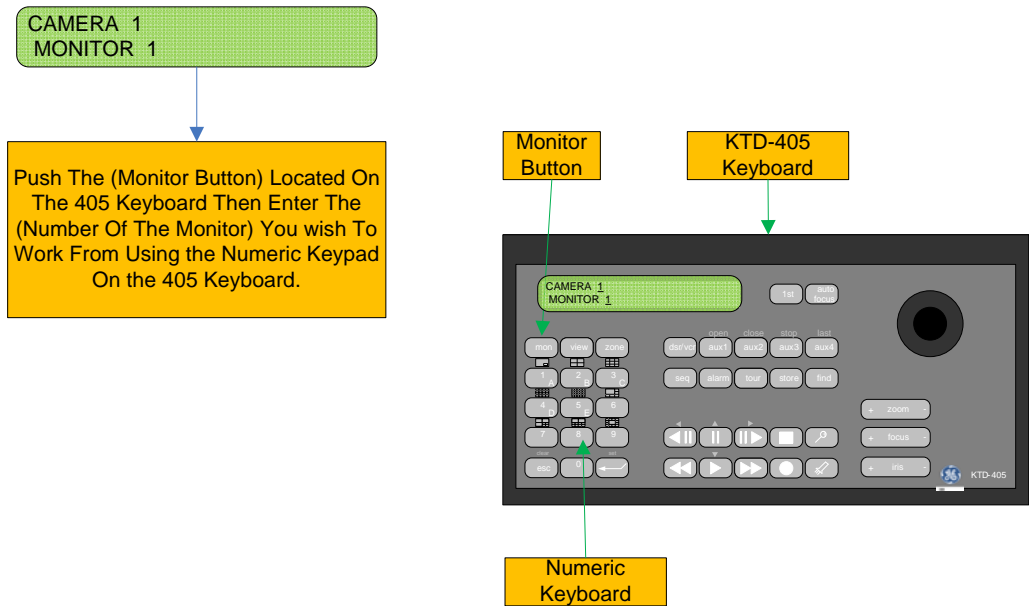 CAMERA 1
MONITOR 1
Push The (Monitor Button) Located On
The 405 Keyboard Then Enter The
(Number Of The Monitor) You wish To
Work From Using the Numeric Keypad
On the 405 Keyboard.
Monitor
Button
KTD-405
Keyboard
CAMERA 1
MONITOR 1
1st
auto
focus
open close stop last
mon view zone
dsr/vcr aux1 aux2 aux3 aux4
1 A 2 B 3 C
seq alarm tour store find
4 D 5 E 6
+ zoom -
7 8 9
+ focus -
clear set
esc 0
+ iris -
KTD-405
Numeric
Keyboard